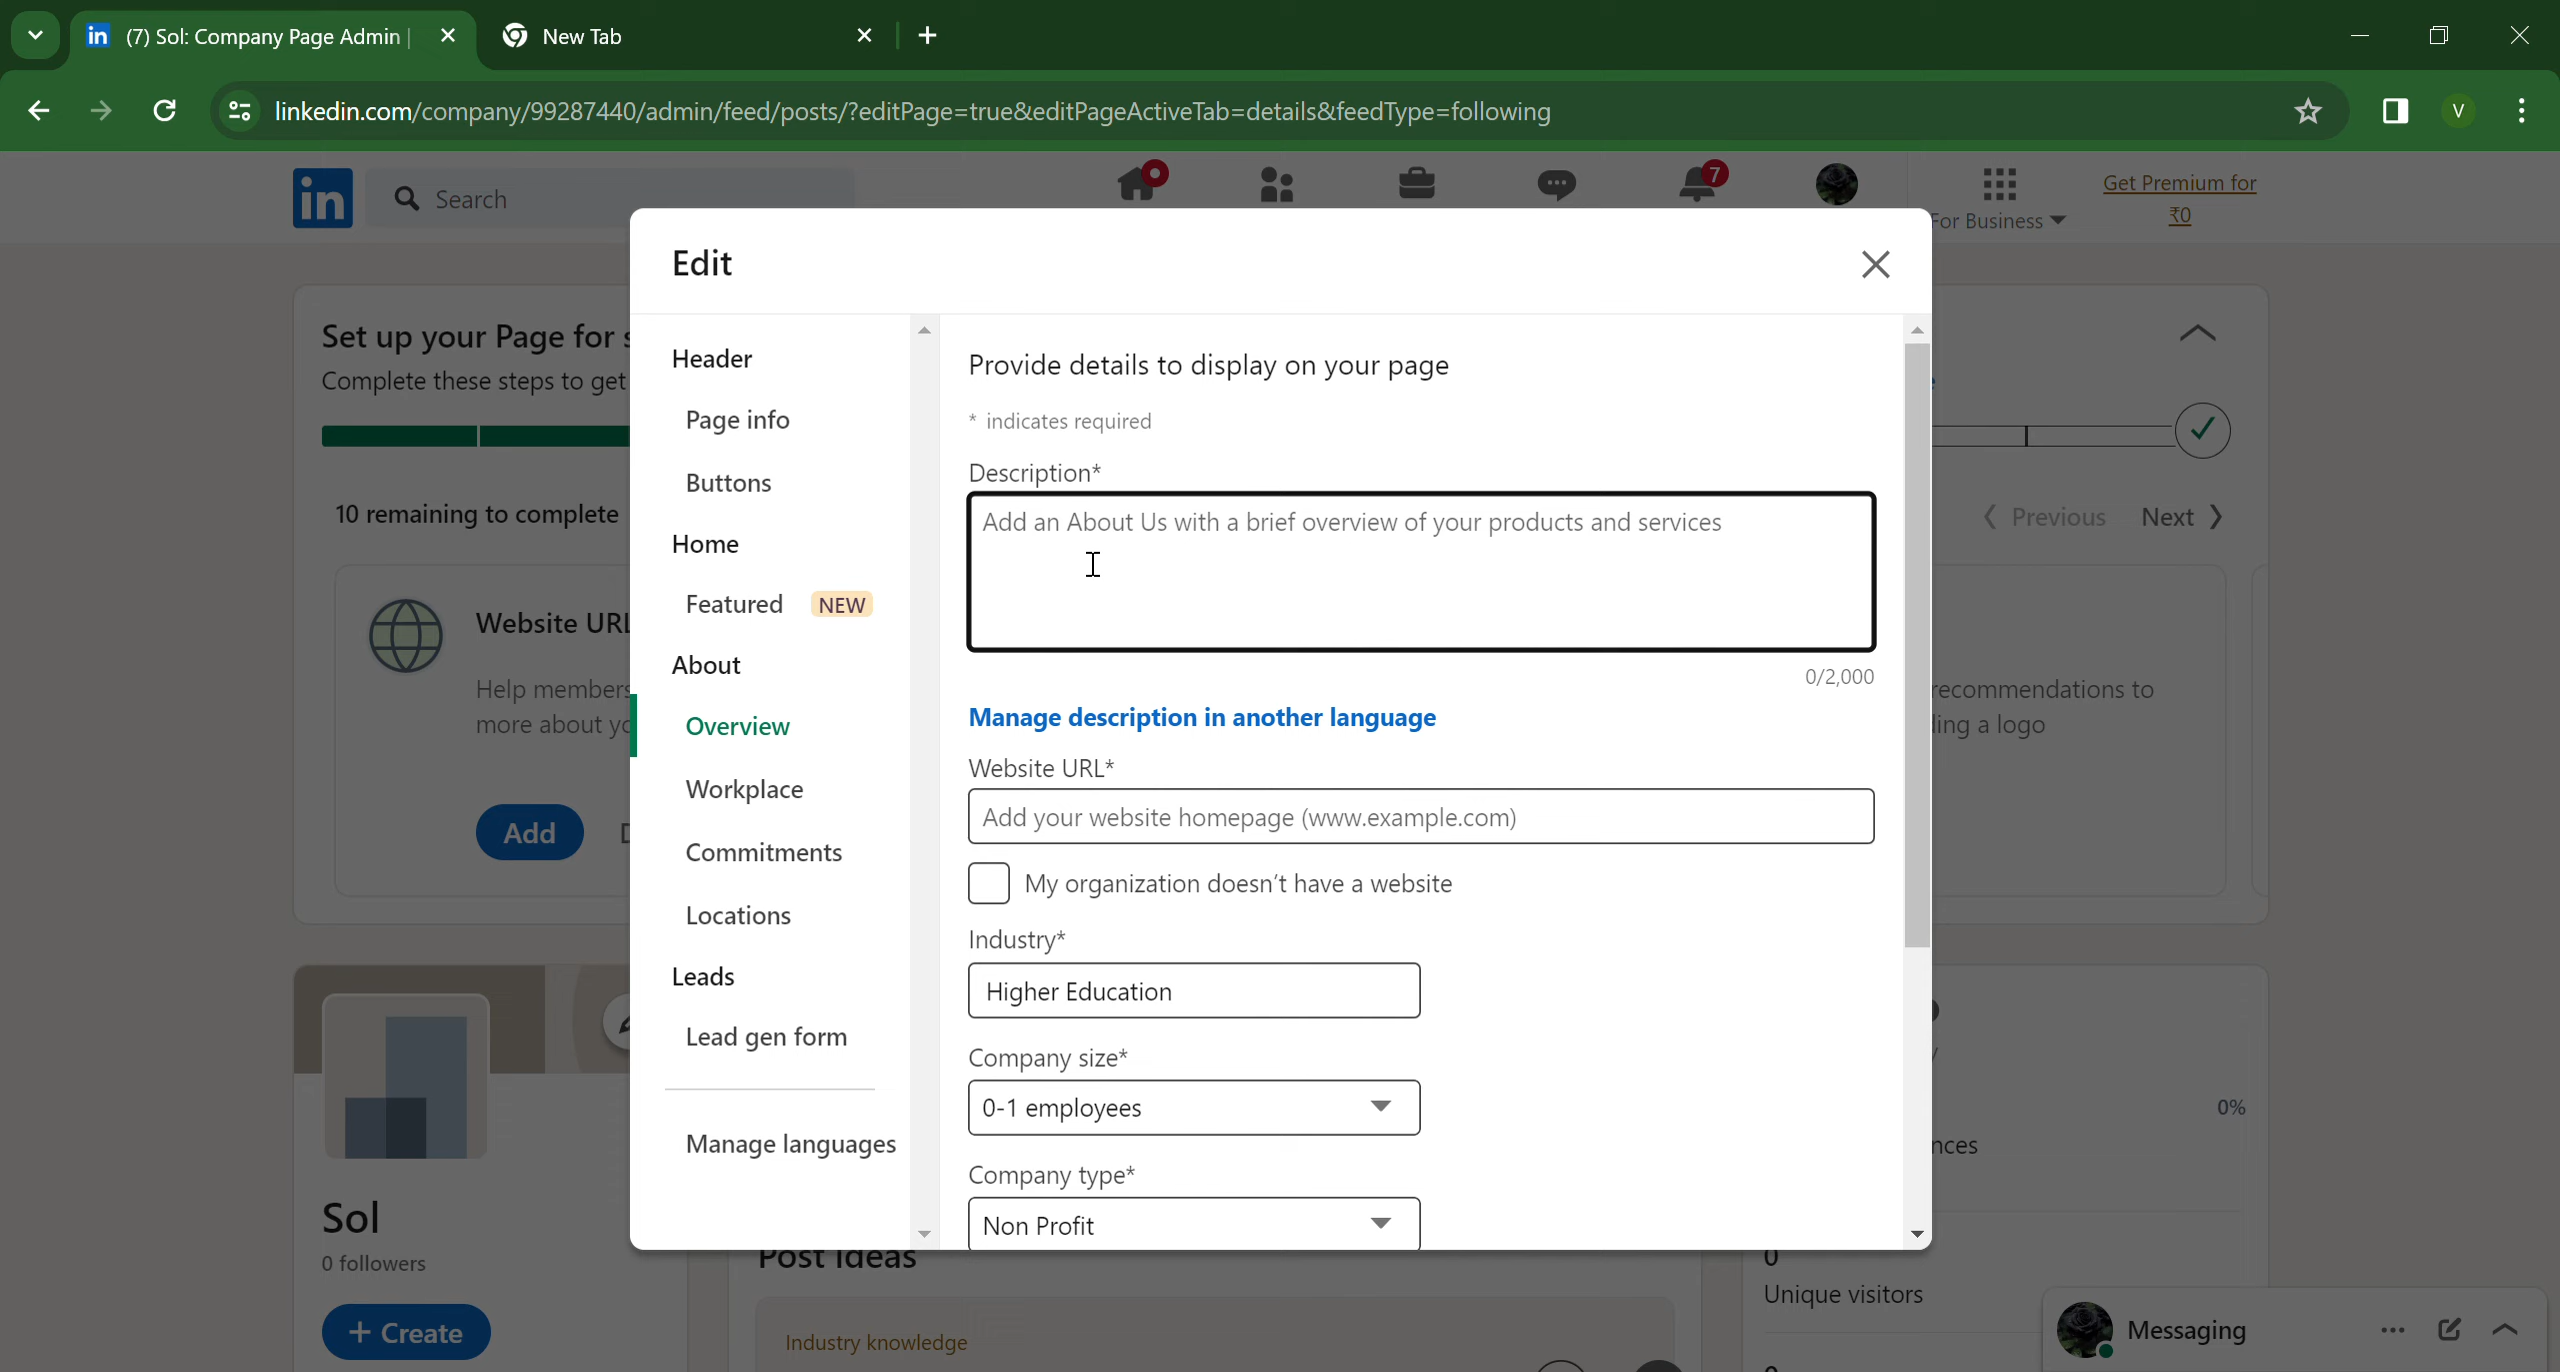 (7) Sol: Company Page Admin |
New Tab
linkedin.com/company/99287440/admin/feed/posts/?editPage=true&editPageActiveTab=details&feedType=following
V
in
Search
7
For Business
Get Premium for
₹0
Edit
Set up your Page for
Complete these steps to get
10 remaining to complete
Previous
Next
Website URL
Help members
more about
Add
recommendations to
a logo
Header
Page info
Buttons
Home
Featured NEW
About
Overview
Workplace
Commitments
Locations
Leads
Lead gen form
Manage languages
Provide details to display on your page
* indicates required
Description*
Add an About Us with a brief overview of your products and services
0/2,000
Manage description in another language
Website URL*
Add your website homepage (www.example.com)
My organization doesn't have a website
Industry*
Higher Education
Company size*
0-1 employees
Company type*
Non Profit
0%
Sol
0 followers
+ Create
Post Ideas
Industry knowledge
0
Unique visitors
Messaging